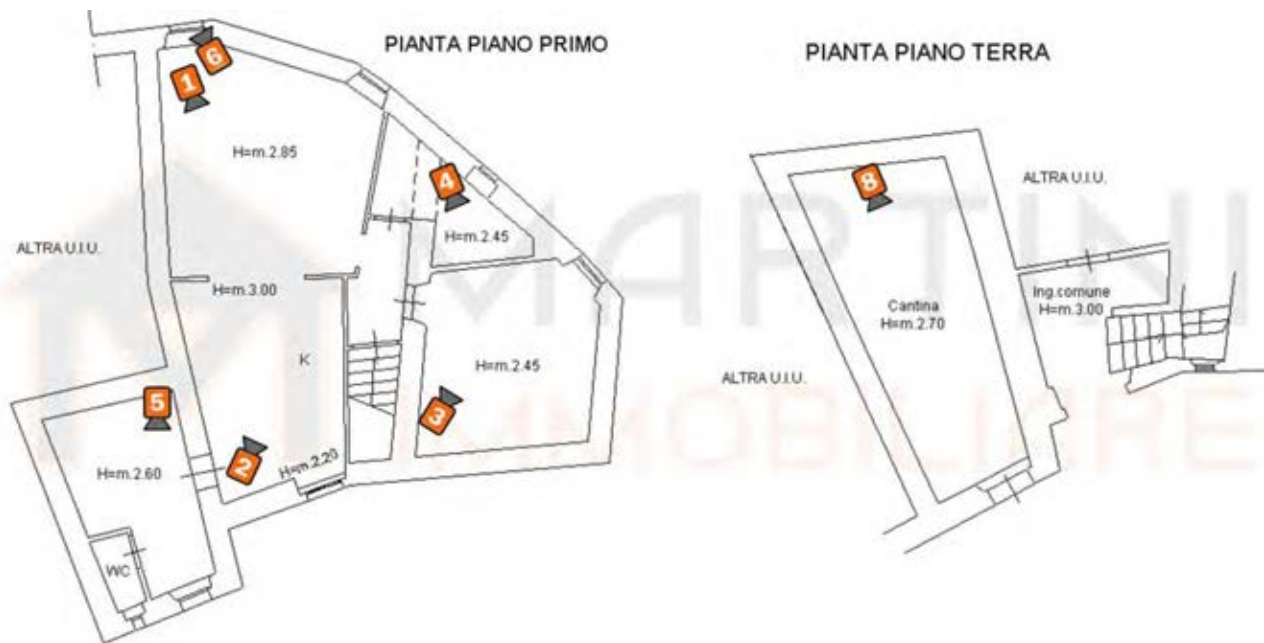 PIANTA PIANO PRIMO
PIANTA PIANO TERRA
6
1
H=m.2.85
4
8
ALTRA U.I.U.
ALTRA U.I.U.
H=m.2.45
H=m.3.00
Ing.comune
H=m.3.00
Cantina
H=m.2.70
K
H=m.2.45
ALTRA U.I.U.
5
3
H=m.2.60
2
H=m.2.20
WC
MARTINI
IMMOBILIARE